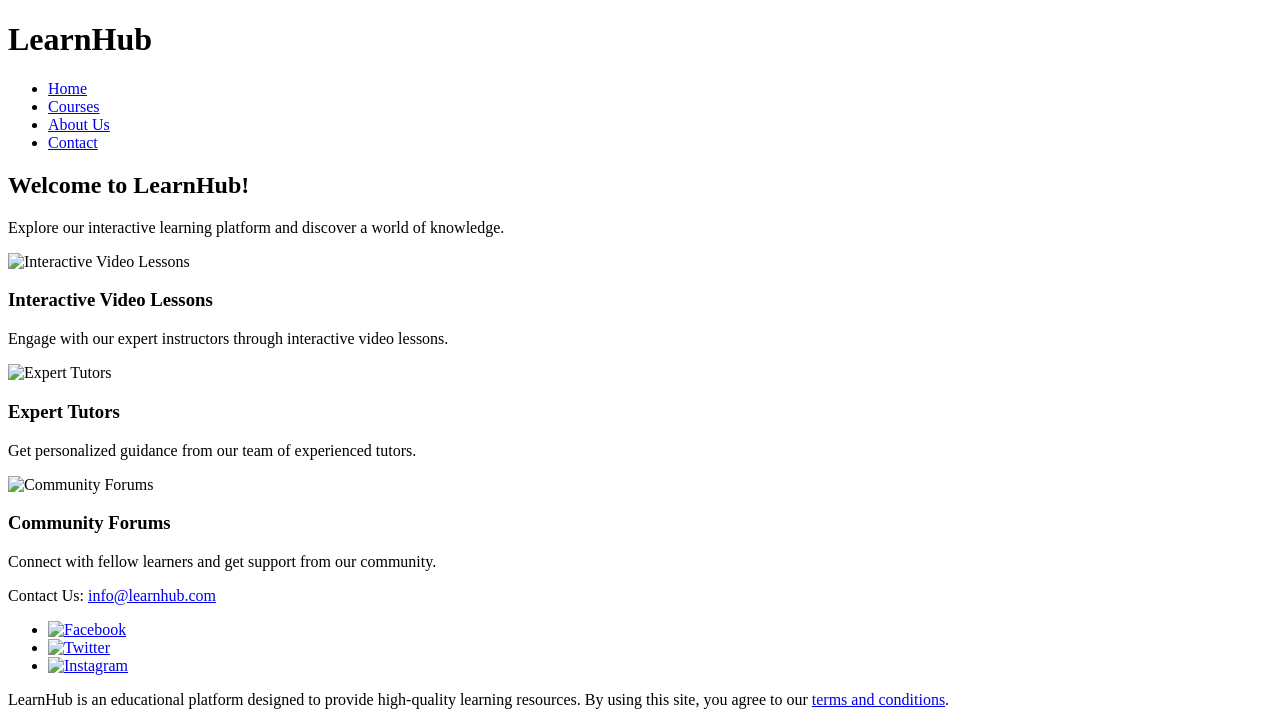 LearnHub
Home
Courses
About Us
Contact
Welcome to LearnHub!
Explore our interactive learning platform and discover a world of knowledge.
Interactive Video Lessons
Interactive Video Lessons
Engage with our expert instructors through interactive video lessons.
Expert Tutors
Expert Tutors
Get personalized guidance from our team of experienced tutors.
Community Forums
Community Forums
Connect with fellow learners and get support from our community.
Contact Us: info@learnhub.com
Facebook
Twitter
Instagram
LearnHub is an educational platform designed to provide high-quality learning resources. By using this site, you agree to our terms and conditions.